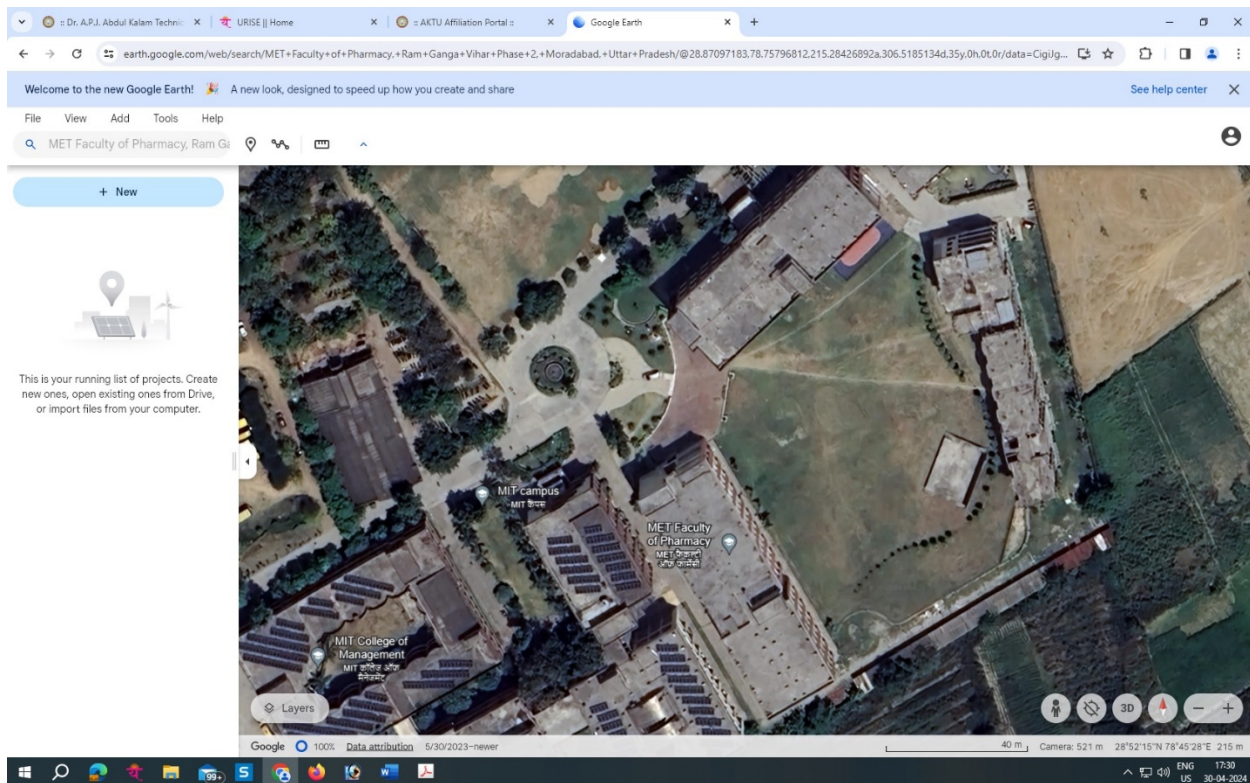 :: Dr. A.P.J. Abdul Kalam Technic
URISE || Home
:: AKTU Affiliation Portal ::
Google Earth
earth.google.com/web/search/MET+Faculty+of+Pharmacy,+Ram+Ganga+Vihar+Phase+2,+Moradabad,+Uttar+Pradesh/@28.87097183,78.75796812,215.28426892a,306.5185134d,35y,0h,0t,0r/data=CigiJg...
Welcome to the new Google Earth! A new look, designed to speed up how you create and share
See help center
File View Add Tools Help
MET Faculty of Pharmacy, Ram Ga
+ New
This is your running list of projects. Create
new ones, open existing ones from Drive,
or import files from your computer.
MIT campus
MIT कैंपस
MET Faculty
of Pharmacy
MET फैकल्टी
ऑफ फार्मेसी
MIT College of
Management
MIT कॉलेज ऑफ
मैनेजमेंट
Layers
3D
Google 100% Data attribution 5/30/2023–newer
40 m Camera: 521 m 28°52'15"N 78°45'28"E 215 m
99+
ENG 17:30
US 30-04-2024